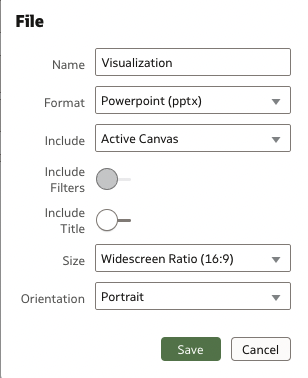 File
Name Visualization
Format Powerpoint (pptx)
Include Active Canvas
Include
Filters
Include
Title
Size Widescreen Ratio (16:9)
Orientation Portrait
Save Cancel